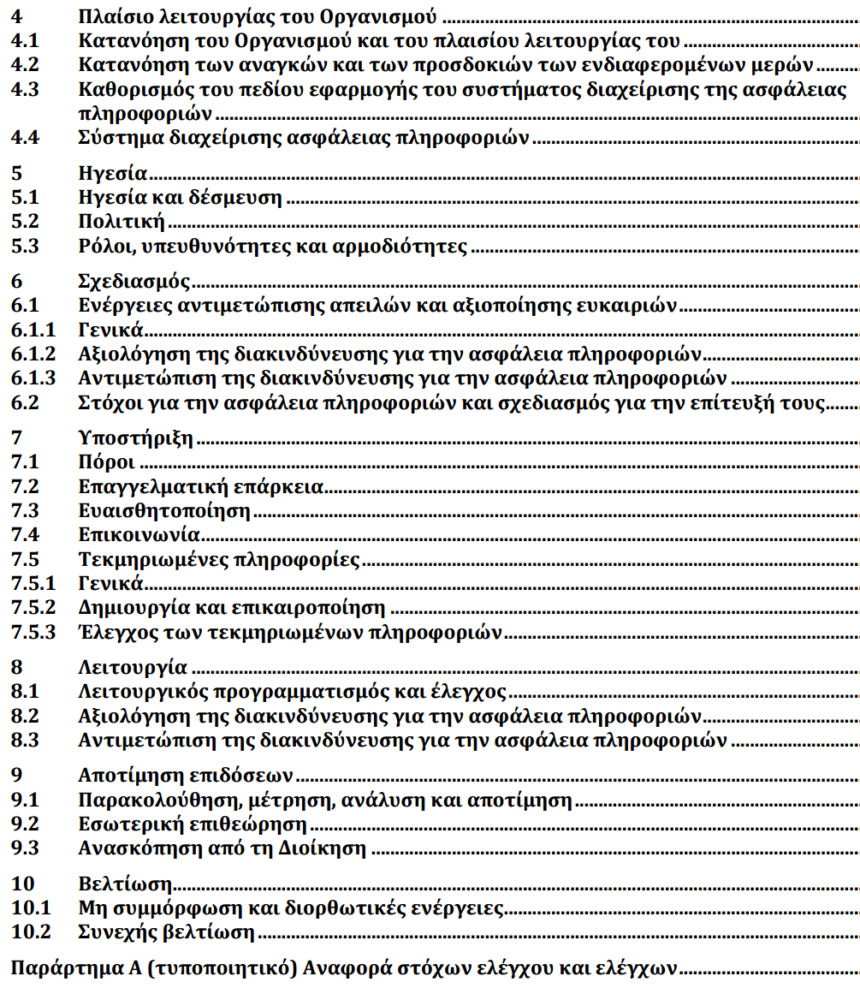 4 Πλαίσιο λειτουργίας του Οργανισμού
4.1 Κατανόηση του Οργανισμού και του πλαισίου λειτουργίας του
4.2 Κατανόηση των αναγκών και των προσδοκιών των ενδιαφερομένων μερών
4.3 Καθορισμός του πεδίου εφαρμογής του συστήματος διαχείρισης της ασφάλειας
πληροφοριών
4.4 Σύστημα διαχείρισης ασφάλειας πληροφοριών
5 Ηγεσία
5.1 Ηγεσία και δέσμευση
5.2 Πολιτική
5.3 Ρόλοι, υπευθυνότητες και αρμοδιότητες
6 Σχεδιασμός
6.1 Ενέργειες αντιμετώπισης απειλών και αξιοποίησης ευκαιριών
6.1.1 Γενικά
6.1.2 Αξιολόγηση της διακινδύνευσης για την ασφάλεια πληροφοριών
6.1.3 Αντιμετώπιση της διακινδύνευσης για την ασφάλεια πληροφοριών
6.2 Στόχοι για την ασφάλεια πληροφοριών και σχεδιασμός για την επίτευξή τους
7 Υποστήριξη
7.1 Πόροι
7.2 Επαγγελματική επάρκεια
7.3 Ευαισθητοποίηση
7.4 Επικοινωνία
7.5 Τεκμηριωμένες πληροφορίες
7.5.1 Γενικά
7.5.2 Δημιουργία και επικαιροποίηση
7.5.3 Έλεγχος των τεκμηριωμένων πληροφοριών
8 Λειτουργία
8.1 Λειτουργικός προγραμματισμός και έλεγχος
8.2 Αξιολόγηση της διακινδύνευσης για την ασφάλεια πληροφοριών
8.3 Αντιμετώπιση της διακινδύνευσης για την ασφάλεια πληροφοριών
9 Αποτίμηση επιδόσεων
9.1 Παρακολούθηση, μέτρηση, ανάλυση και αποτίμηση
9.2 Εσωτερική επιθεώρηση
9.3 Ανασκόπηση από τη Διοίκηση
10 Βελτίωση
10.1 Μη συμμόρφωση και διορθωτικές ενέργειες
10.2 Συνεχής βελτίωση
Παράρτημα Α (τυποποιητικό) Αναφορά στόχων ελέγχου και ελέγχων